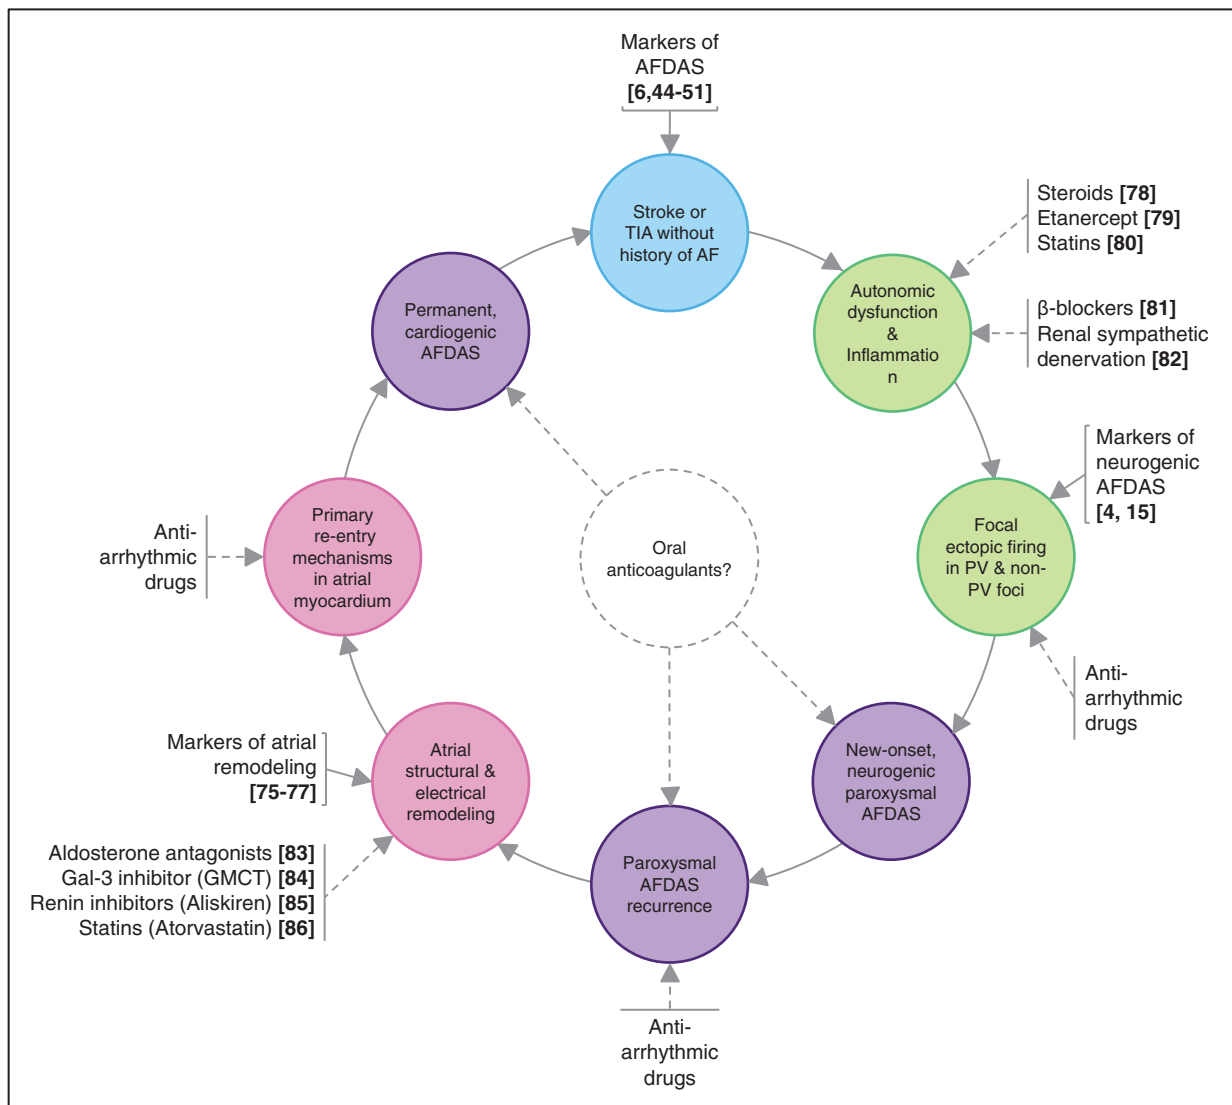 Markers of
AFDAS
[6,44-51]
Stroke or
TIA without
history of AF
Steroids [78]
Etanercept [79]
Statins [80]
Autonomic
dysfunction
&
Inflammatio
n
β-blockers [81]
Renal sympathetic
denervation [82]
Markers of
neurogenic
AFDAS
[4, 15]
Focal
ectopic firing
in PV & non-
PV foci
Anti-
arrhythmic
drugs
New-onset,
neurogenic
paroxysmal
AFDAS
Paroxysmal
AFDAS
recurrence
Anti-
arrhythmic
drugs
Atrial
structural &
electrical
remodeling
Markers of atrial
remodeling
[75-77]
Aldosterone antagonists [83]
Gal-3 inhibitor (GMCT) [84]
Renin inhibitors (Aliskiren) [85]
Statins (Atorvastatin) [86]
Primary
re-entry
mechanisms
in atrial
myocardium
Anti-
arrhythmic
drugs
Permanent,
cardiogenic
AFDAS
Oral
anticoagulants?